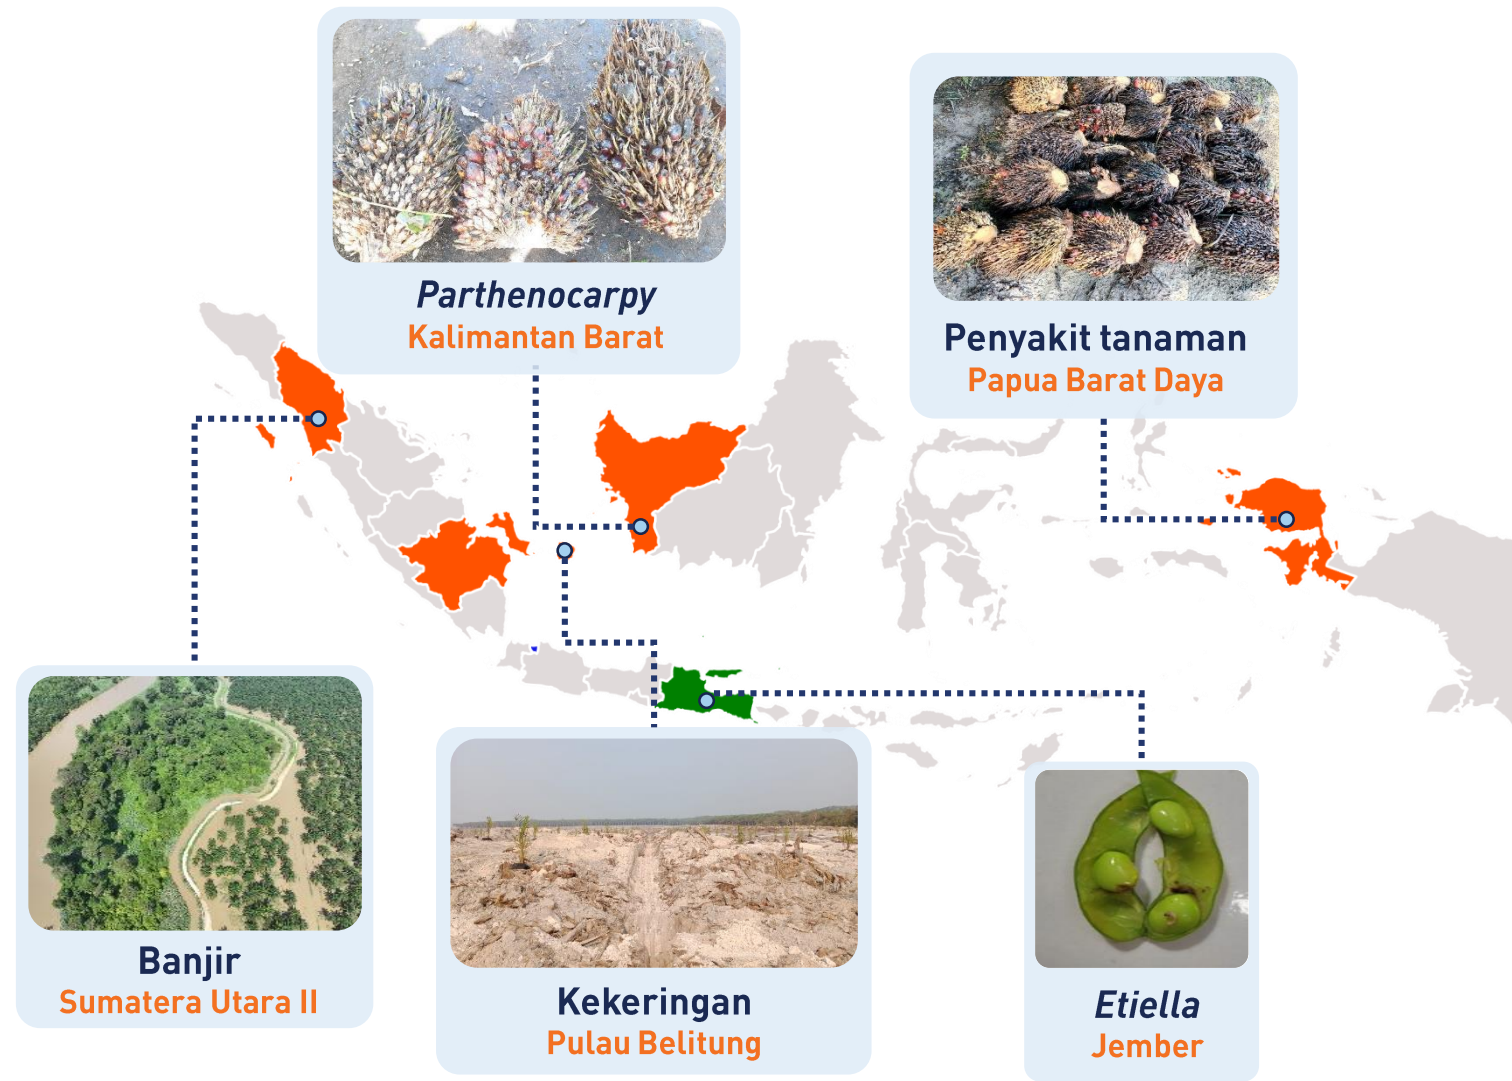 Parthenocarpy
Kalimantan Barat
Penyakit tanaman
Papua Barat Daya
Banjir
Sumatera Utara II
Kekeringan
Pulau Belitung
Etiella
Jember